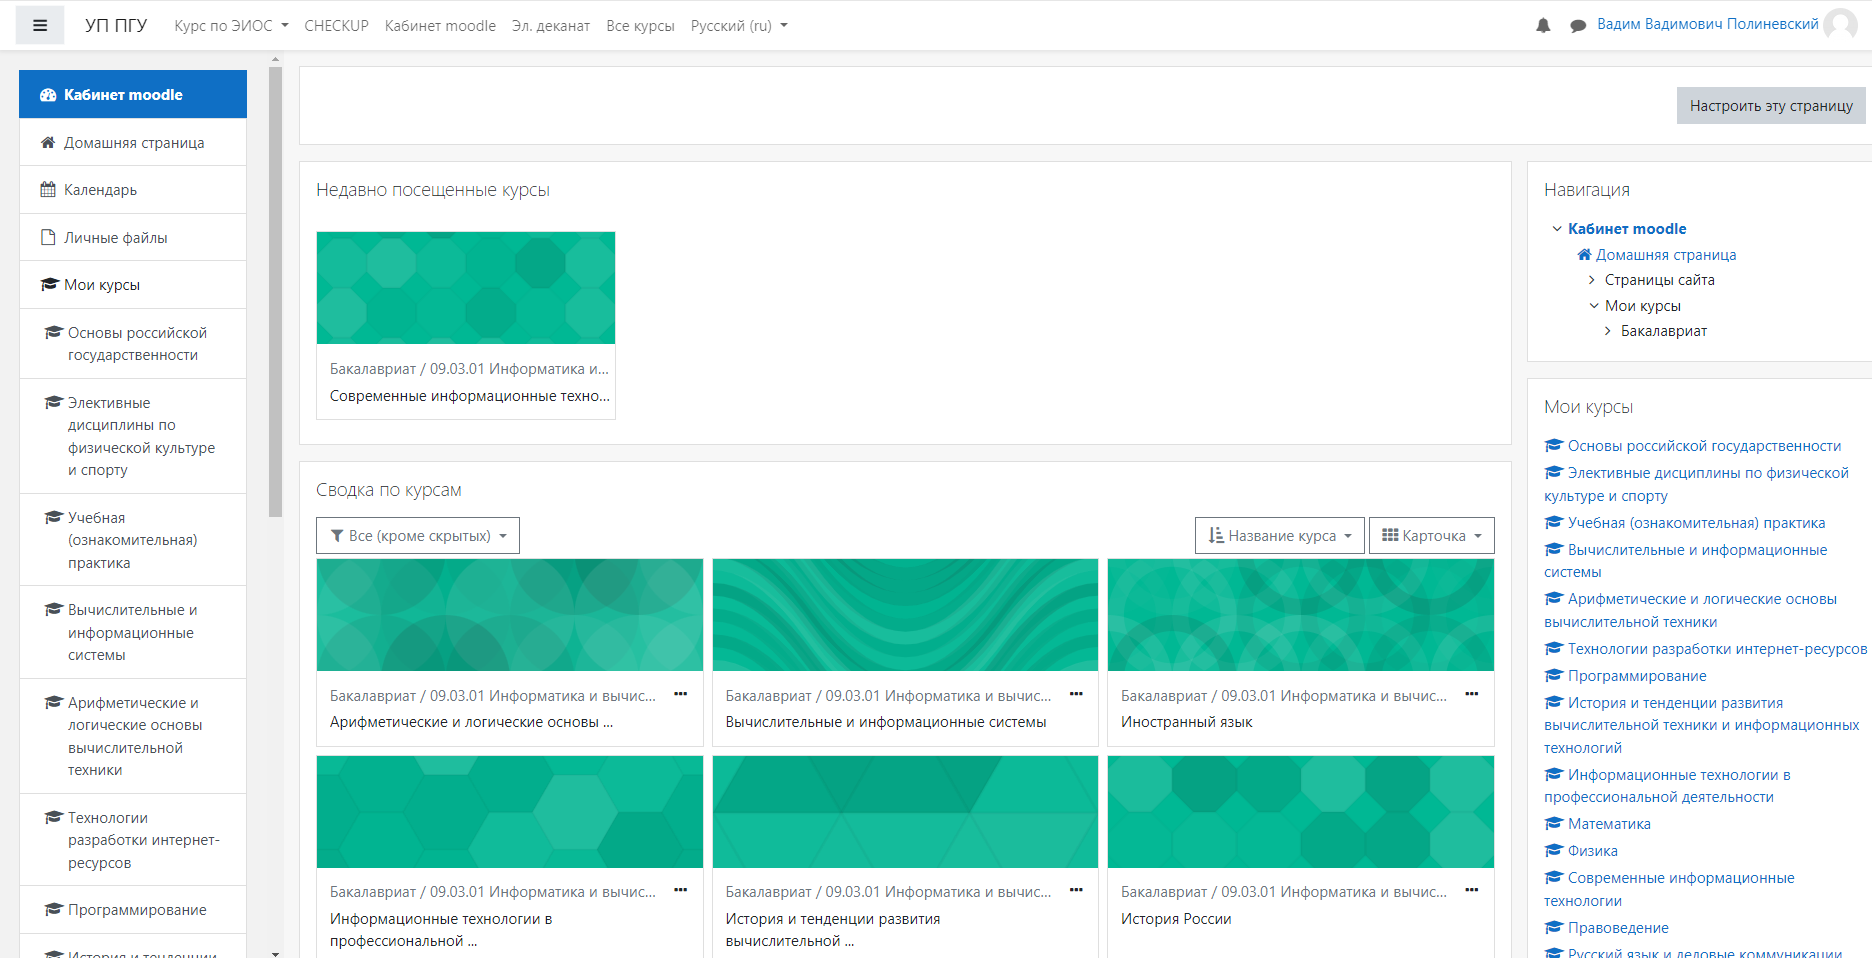 УП ПГУ
Курс по ЭИОС
CHECKUP
Кабинет moodle
Эл. деканат
Все курсы
Русский (ru)
Вадим Вадимович Полиневский
Кабинет moodle
Домашняя страница
Календарь
Личные файлы
Мои курсы
Основы российской
государственности
Элективные
дисциплины по
физической культуре
и спорту
Учебная
(ознакомительная)
практика
Вычислительные и
информационные
системы
Арифметические и
логические основы
вычислительной
техники
Технологии
разработки интернет-
ресурсов
Программирование
История и тенденции
Настроить эту страницу
Недавно посещенные курсы
Бакалавриат / 09.03.01 Информатика и...
Современные информационные техно...
Сводка по курсам
Все (кроме скрытых)
Название курса
Карточка
Бакалавриат / 09.03.01 Информатика и вычис...
Арифметические и логические основы ...
Бакалавриат / 09.03.01 Информатика и вычис...
Вычислительные и информационные системы
Бакалавриат / 09.03.01 Информатика и вычис...
Иностранный язык
Бакалавриат / 09.03.01 Информатика и вычис...
Информационные технологии в
профессиональной ...
Бакалавриат / 09.03.01 Информатика и вычис...
История и тенденции развития
вычислительной ...
Бакалавриат / 09.03.01 Информатика и вычис...
История России
Навигация
Кабинет moodle
Домашняя страница
Страницы сайта
Мои курсы
Бакалавриат
Мои курсы
Основы российской государственности
Элективные дисциплины по физической
культуре и спорту
Учебная (ознакомительная) практика
Вычислительные и информационные
системы
Арифметические и логические основы
вычислительной техники
Технологии разработки интернет-ресурсов
Программирование
История и тенденции развития
вычислительной техники и информационных
технологий
Информационные технологии в
профессиональной деятельности
Математика
Физика
Современные информационные
технологии
Правоведение
Русский язык и деловые коммуникации